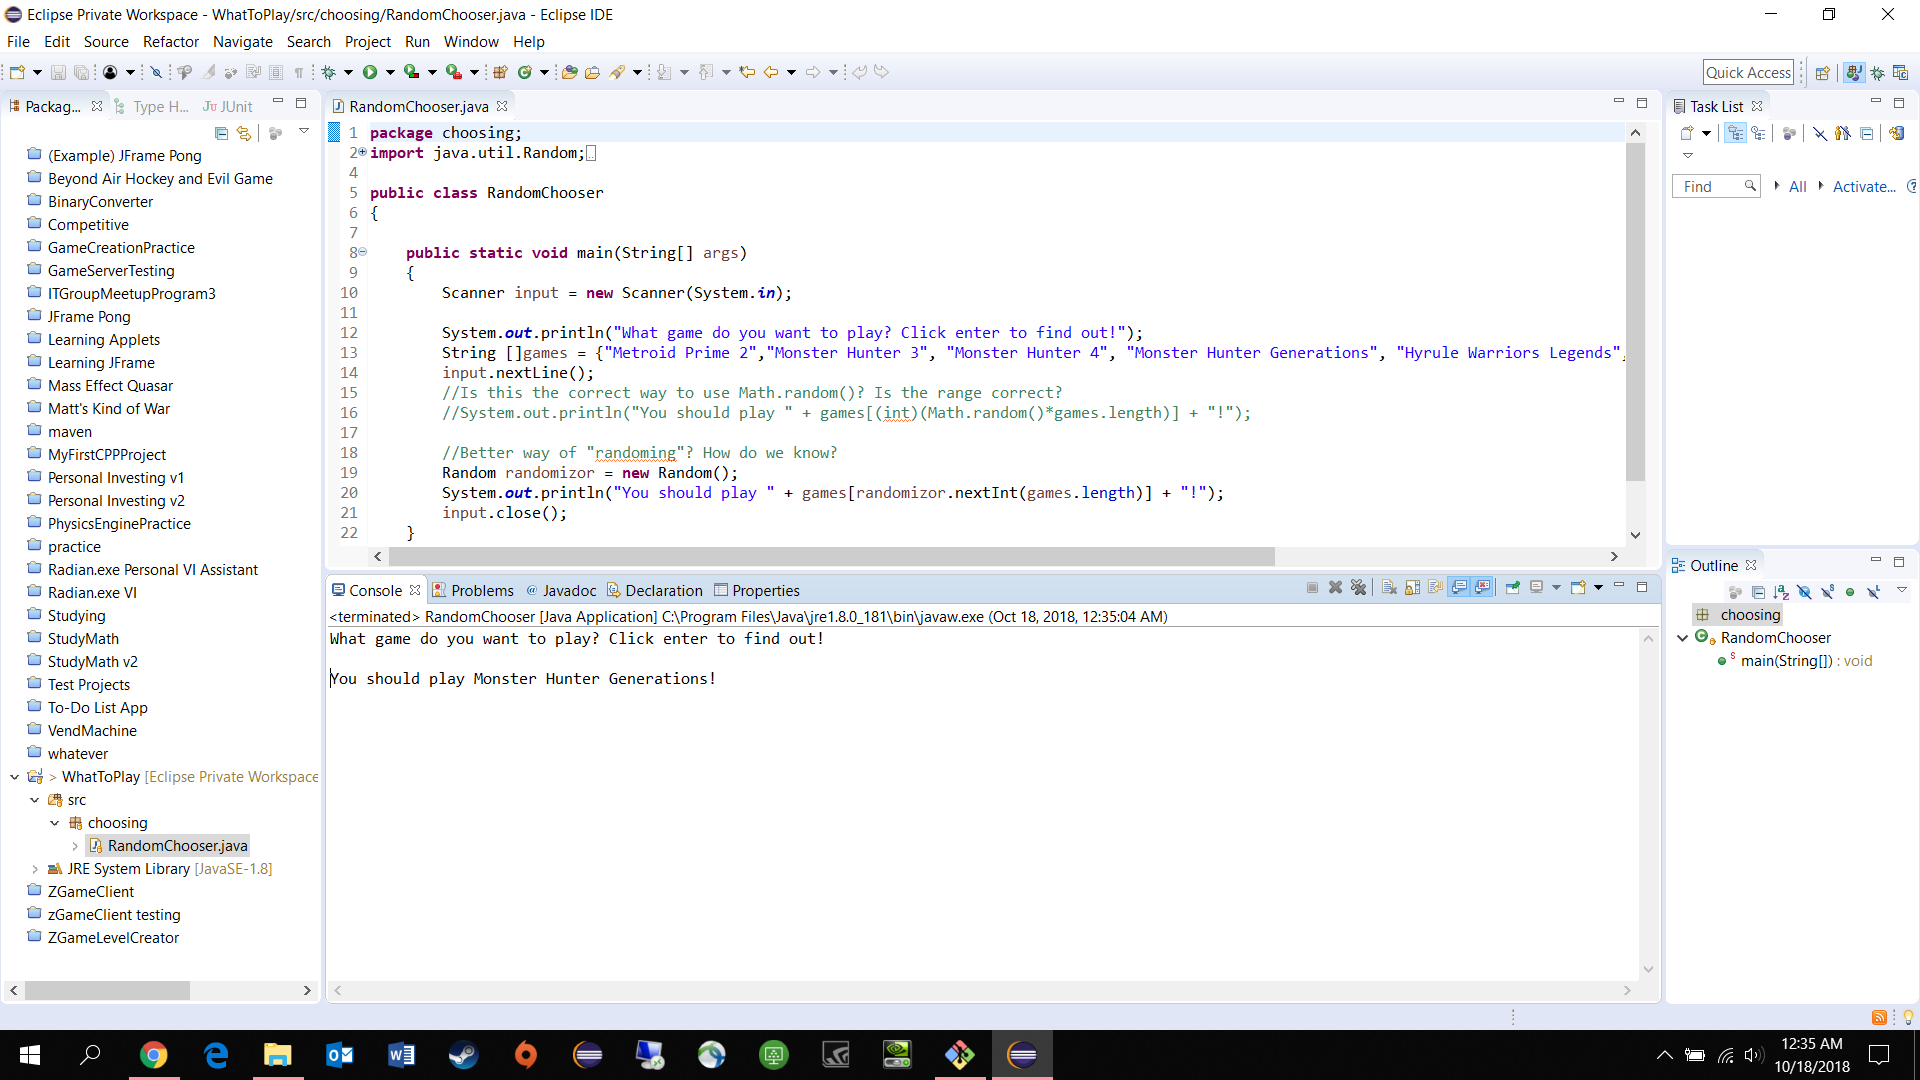 Eclipse Private Workspace - WhatToPlay/src/choosing/RandomChooser.java - Eclipse IDE
File Edit Source Refactor Navigate Search Project Run Window Help
Quick Access
Packag... Type H... JUnit
(Example) JFrame Pong
Beyond Air Hockey and Evil Game
BinaryConverter
Competitive
GameCreationPractice
GameServerTesting
ITGroupMeetupProgram3
JFrame Pong
Learning Applets
Learning JFrame
Mass Effect Quasar
Matt's Kind of War
maven
MyFirstCPPProject
Personal Investing v1
Personal Investing v2
PhysicsEnginePractice
practice
Radian.exe Personal VI Assistant
Radian.exe VI
Studying
StudyMath
StudyMath v2
Test Projects
To-Do List App
VendMachine
whatever
> WhatToPlay [Eclipse Private Workspace
src
choosing
RandomChooser.java
JRE System Library [JavaSE-1.8]
ZGameClient
zGameClient testing
ZGameLevelCreator
RandomChooser.java
1 package choosing;
2 import java.util.Random;
4
5 public class RandomChooser
6 {
7
8 public static void main(String[] args)
9 {
10 Scanner input = new Scanner(System.in);
11
12 System.out.println("What game do you want to play? Click enter to find out!");
13 String []games = {"Metroid Prime 2","Monster Hunter 3", "Monster Hunter 4", "Monster Hunter Generations", "Hyrule Warriors Legends",
14 input.nextLine();
15 //Is this the correct way to use Math.random()? Is the range correct?
16 //System.out.println("You should play " + games[(int)(Math.random()*games.length)] + "!");
17
18 //Better way of "randoming"? How do we know?
19 Random randomizor = new Random();
20 System.out.println("You should play " + games[randomizor.nextInt(games.length)] + "!");
21 input.close();
22 }
Console Problems @ Javadoc Declaration Properties
<terminated> RandomChooser [Java Application] C:\Program Files\Java\jre1.8.0_181\bin\javaw.exe (Oct 18, 2018, 12:35:04 AM)
What game do you want to play? Click enter to find out!
You should play Monster Hunter Generations!
Task List
Find All Activate...
Outline
choosing
RandomChooser
main(String[]) : void
12:35 AM
10/18/2018